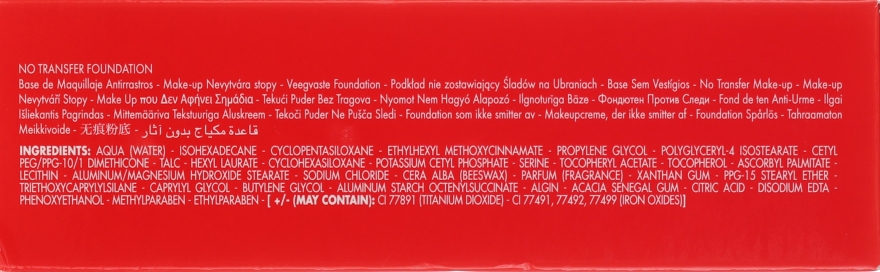 NO TRANSFER FOUNDATION
Base de Maquillaje Antirrastros - Make-up Nevytvára stopy - Veegvaste Foundation - Podkład nie zostawiający Śladów na Ubraniach - Base Sem Vestígios - No Transfer Make-up - Make-up
Nevytváří Stopy - Make Up που Δεν Αφήνει Σημάδια - Tekući Puder Bez Tragova - Nyomot Nem Hagyó Alapozó - Ilgnoturīga Bāze - Фондютен Против Следи - Fond de ten Anti-Urme - Ilgai
Išliekantis Pagrindas - Mittemääriva Tekstuuriga Aluskreem - Tekoči Puder Ne Pušča Sledi - Foundation som ikke smitter av - Makeupcreme, der ikke smitter af - Foundation Spårlös - Tahraamaton
Meikkivoide - 无痕粉底 - قاعدة مكياج بدون آثار
INGREDIENTS: AQUA (WATER) - ISOHEXADECANE - CYCLOPENTASILOXANE - ETHYLHEXYL METHOXYCINNAMATE - PROPYLENE GLYCOL - POLYGLYCERYL-4 ISOSTEARATE - CETYL
PEG/PPG-10/1 DIMETHICONE - TALC - HEXYL LAURATE - CYCLOHEXASILOXANE - POTASSIUM CETYL PHOSPHATE - SERINE - TOCOPHERYL ACETATE - TOCOPHEROL - ASCORBYL PALMITATE -
LECITHIN - ALUMINUM/MAGNESIUM HYDROXIDE STEARATE - SODIUM CHLORIDE - CERA ALBA (BEESWAX) - PARFUM (FRAGRANCE) - XANTHAN GUM - PPG-15 STEARYL ETHER -
TRIETHOXYCAPRYLYLSILANE - CAPRYLYL GLYCOL - BUTYLENE GLYCOL - ALUMINUM STARCH OCTENYLSUCCINATE - ALGIN - ACACIA SENEGAL GUM - CITRIC ACID - DISODIUM EDTA -
PHENOXYETHANOL - METHYLPARABEN - ETHYLPARABEN - [ +/- (MAY CONTAIN): CI 77891 (TITANIUM DIOXIDE) - CI 77491, 77492, 77499 (IRON OXIDES)]